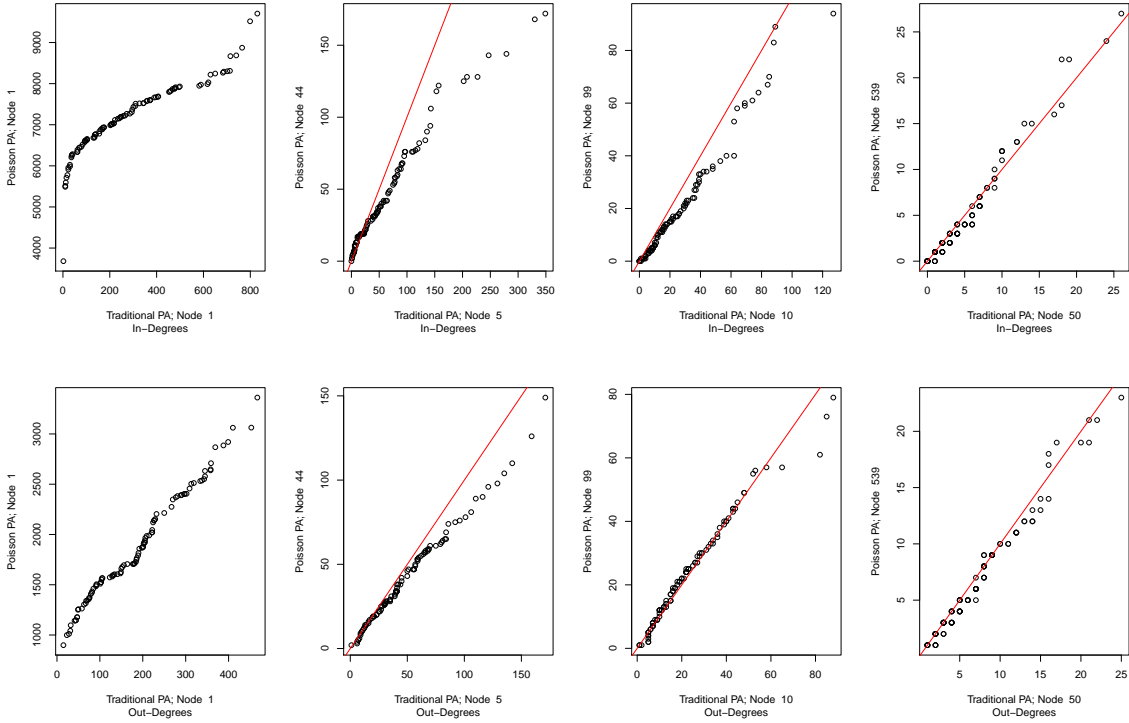 4000 5000 6000 7000 8000 9000
Poisson PA; Node 1
0 200 400 600 800
Traditional PA; Node 1
In−Degrees
0 50 100 150
Poisson PA; Node 44
0 50 100 150 200 250 300 350
Traditional PA; Node 5
In−Degrees
0 20 40 60 80
Poisson PA; Node 99
0 20 40 60 80 100 120
Traditional PA; Node 10
In−Degrees
0 5 10 15 20 25
Poisson PA; Node 539
0 5 10 15 20 25
Traditional PA; Node 50
In−Degrees
1000 1500 2000 2500 3000
Poisson PA; Node 1
0 100 200 300 400
Traditional PA; Node 1
Out−Degrees
0 50 100 150
Poisson PA; Node 44
0 50 100 150
Traditional PA; Node 5
Out−Degrees
0 20 40 60 80
Poisson PA; Node 99
0 20 40 60 80
Traditional PA; Node 10
Out−Degrees
5 10 15 20
Poisson PA; Node 539
5 10 15 20 25
Traditional PA; Node 50
Out−Degrees